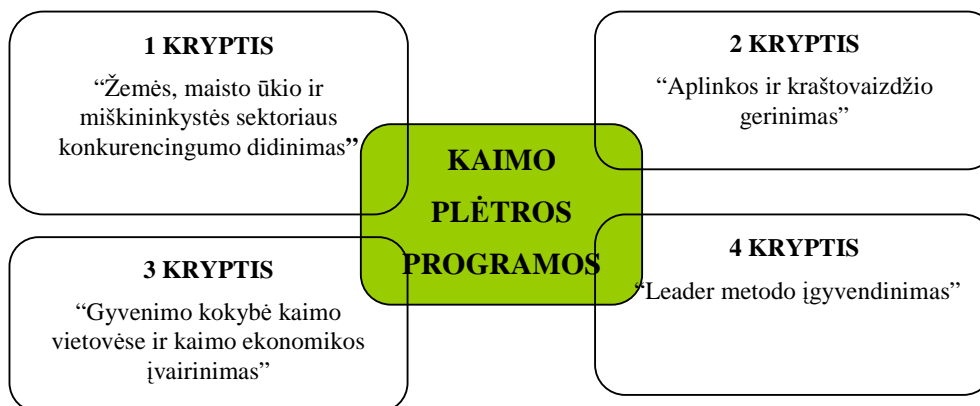 1 KRYPTIS
“Žemės, maisto ūkio ir
miškininkystės sektoriaus
konkurencingumo didinimas”
2 KRYPTIS
“Aplinkos ir kraštovaizdžio
gerinimas”
KAIMO
PLĖTROS
PROGRAMOS
3 KRYPTIS
“Gyvenimo kokybė kaimo
vietovėse ir kaimo ekonomikos
įvairinimas”
4 KRYPTIS
“Leader metodo įgyvendinimas”